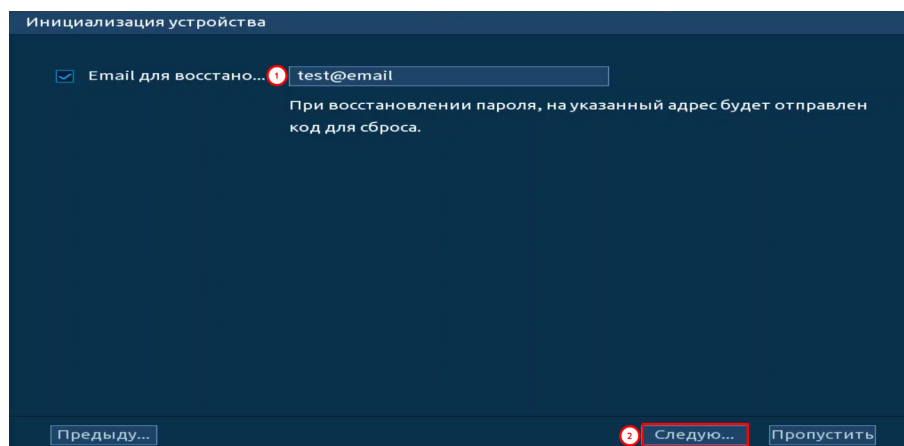 Инициализация устройства
Email для восстано... 1 test@email
При восстановлении пароля, на указанный адрес будет отправлен
код для сброса.
Предыду... 2 Следую... Пропустить